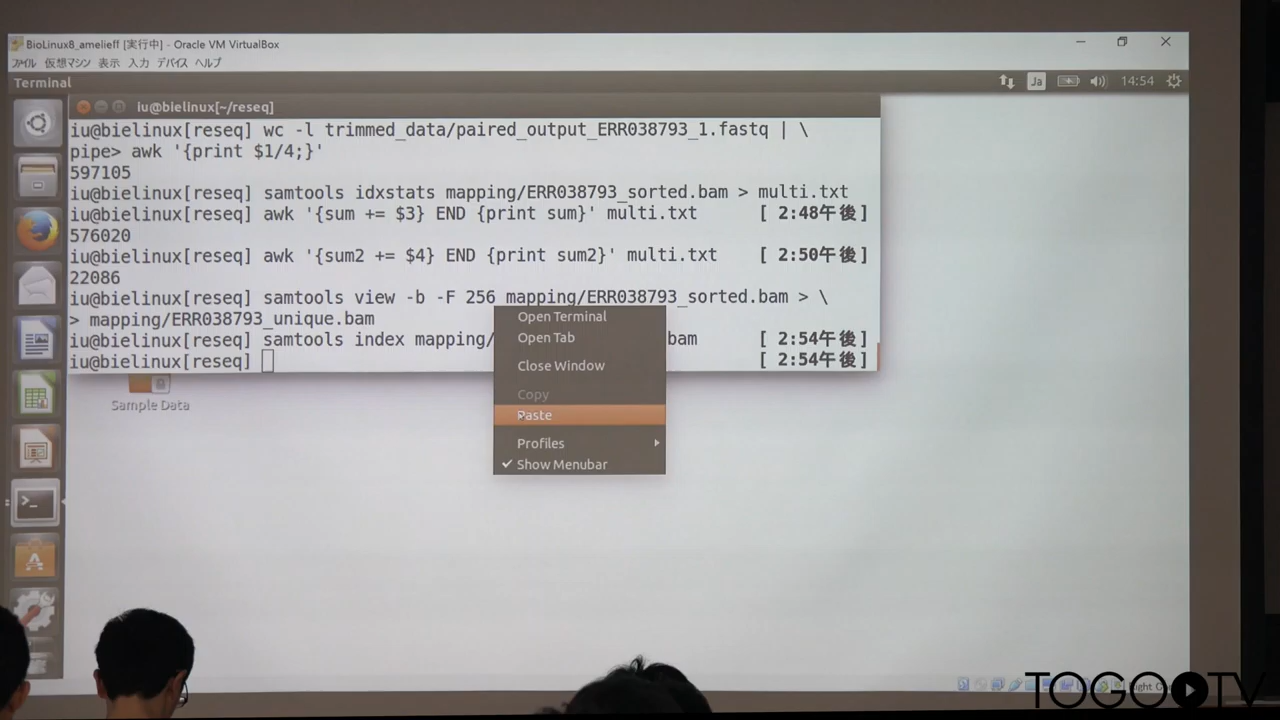 BioLinux8_amelieff [実行中] - Oracle VM VirtualBox
ファイル 仮想マシン 表示 入力 デバイス ヘルプ
Terminal
Ja
14:54
iu@bielinux[~/reseq]
iu@bielinux[reseq] wc -l trimmed_data/paired_output_ERR038793_1.fastq | \
pipe> awk '{print $1/4;}'
597105
iu@bielinux[reseq] samtools idxstats mapping/ERR038793_sorted.bam > multi.txt
iu@bielinux[reseq] awk '{sum += $3} END {print sum}' multi.txt [ 2:48午後]
576020
iu@bielinux[reseq] awk '{sum2 += $4} END {print sum2}' multi.txt [ 2:50午後]
22086
iu@bielinux[reseq] samtools view -b -F 256 mapping/ERR038793_sorted.bam > \
> mapping/ERR038793_unique.bam
iu@bielinux[reseq] samtools index mapping/ bam [ 2:54午後]
iu@bielinux[reseq] [ 2:54午後]
Open Terminal
Open Tab
Close Window
Copy
Paste
Profiles
Show Menubar
Sample Data
TOGO TV